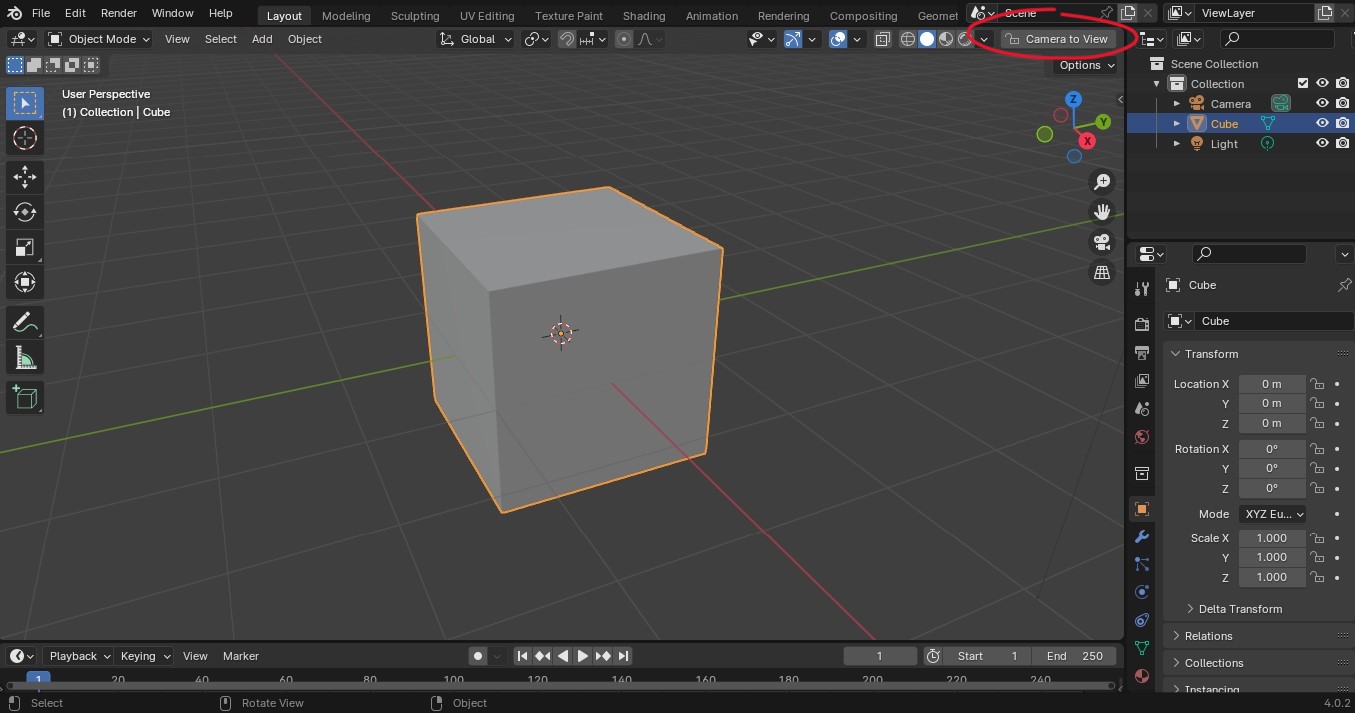 File Edit Render Window Help Layout Modeling Sculpting UV Editing Texture Paint Shading Animation Rendering Compositing Geomet Scene ViewLayer
Object Mode View Select Add Object Global Camera to View
Options
User Perspective
(1) Collection | Cube
Z
Y
X
Scene Collection
Collection
Camera
Cube
Light
Cube
Cube
Transform
Location X 0 m
Y 0 m
Z 0 m
Rotation X 0°
Y 0°
Z 0°
Mode XYZ Eu...
Scale X 1.000
Y 1.000
Z 1.000
Delta Transform
Relations
Collections
Instancing
Playback Keying View Marker 1 Start 1 End 250
1 20 40 60 80 100 120 140 160 180 200 220 240
Select Rotate View Object 4.0.2